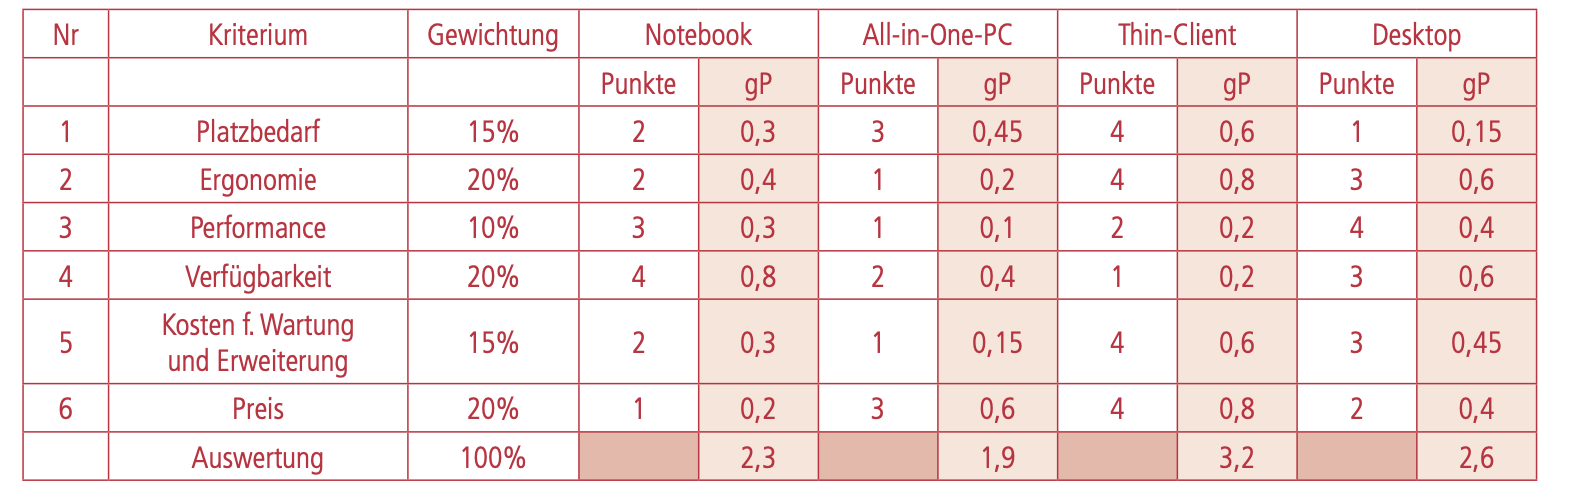 Nr Kriterium Gewichtung Notebook All-in-One-PC Thin-Client Desktop
Punkte gP Punkte gP Punkte gP Punkte gP
1 Platzbedarf 15% 2 0,3 3 0,45 4 0,6 1 0,15
2 Ergonomie 20% 2 0,4 1 0,2 4 0,8 3 0,6
3 Performance 10% 3 0,3 1 0,1 2 0,2 4 0,4
4 Verfügbarkeit 20% 4 0,8 2 0,4 1 0,2 3 0,6
5 Kosten f. Wartung
und Erweiterung 15% 2 0,3 1 0,15 4 0,6 3 0,45
6 Preis 20% 1 0,2 3 0,6 4 0,8 2 0,4
Auswertung 100% 2,3 1,9 3,2 2,6